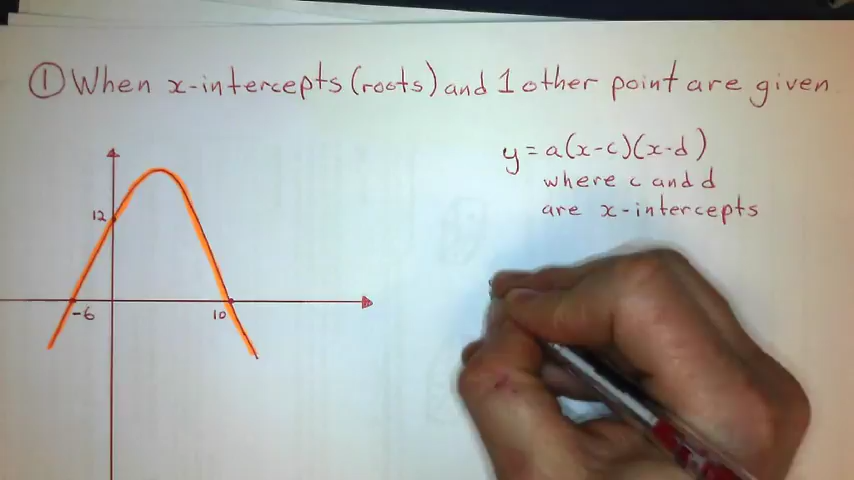 ① When x-intercepts (roots) and 1 other point are given
y = a(x-c)(x-d)
where c and d
are x-intercepts
12
-6
10